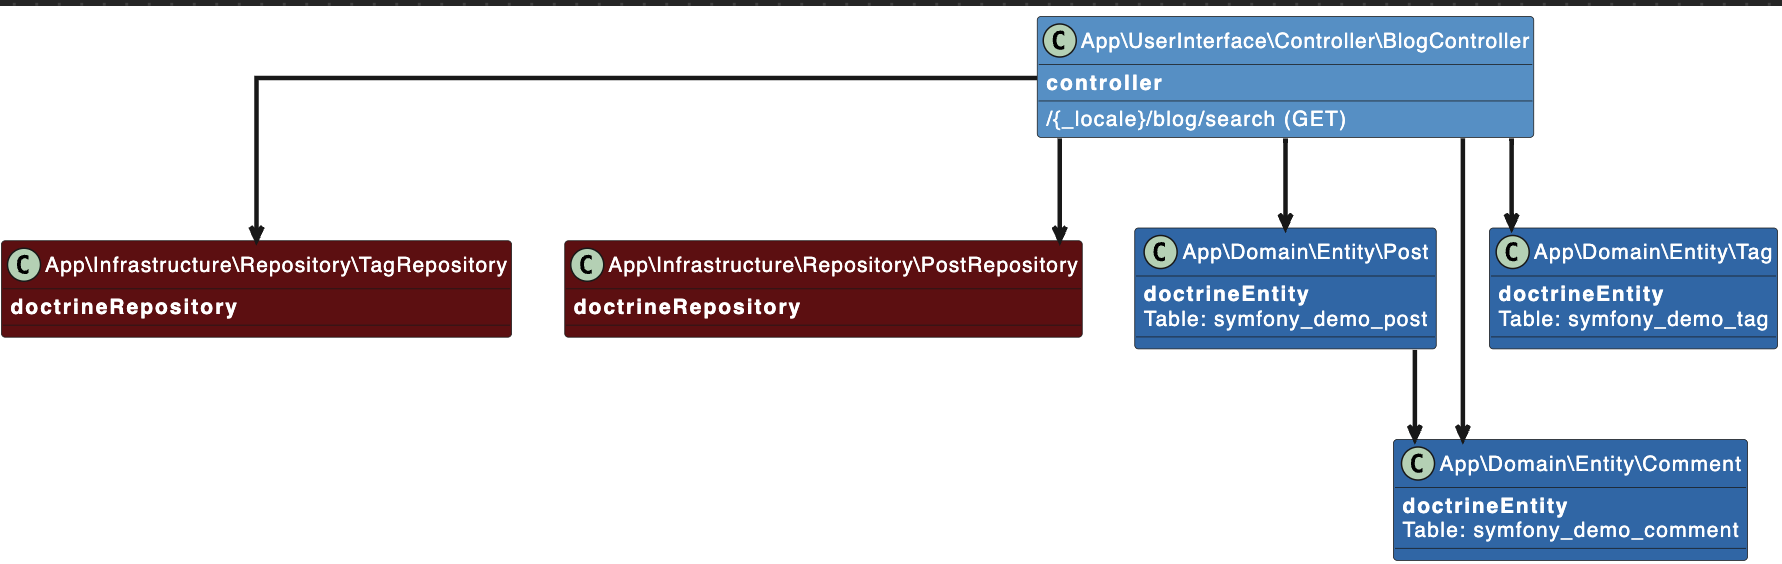 C App\UserInterface\Controller\BlogController
controller
/{_locale}/blog/search (GET)
C App\Infrastructure\Repository\TagRepository
doctrineRepository
C App\Infrastructure\Repository\PostRepository
doctrineRepository
C App\Domain\Entity\Post
doctrineEntity
Table: symfony_demo_post
C App\Domain\Entity\Tag
doctrineEntity
Table: symfony_demo_tag
C App\Domain\Entity\Comment
doctrineEntity
Table: symfony_demo_comment